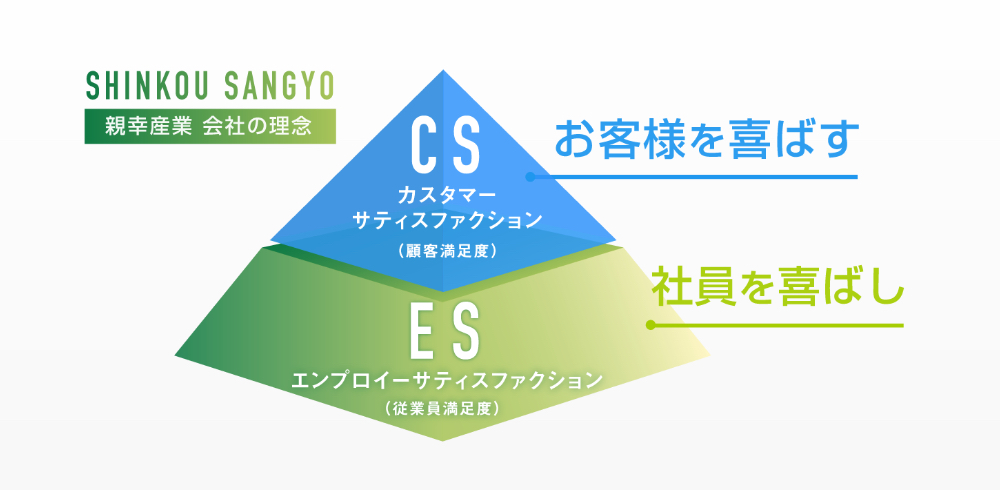 SHINKOU SANGYO
親幸産業 会社の理念
CS
カスタマー
サティスファクション
（顧客満足度）
お客様を喜ばす
ES
エンプロイーサティスファクション
（従業員満足度）
社員を喜ばし